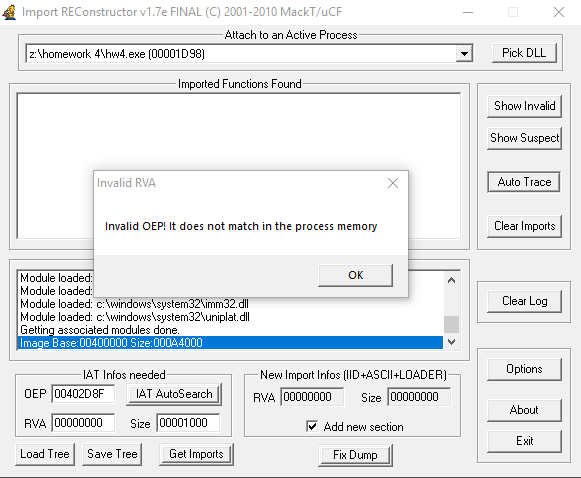 Import REConstructor v1.7e FINAL (C) 2001-2010 MackT/uCF
Attach to an Active Process
z:\homework 4\hw4.exe (00001D98)
Pick DLL
Imported Functions Found
Show Invalid
Show Suspect
Auto Trace
Clear Imports
Invalid RVA
Invalid OEP! It does not match in the process memory
OK
Module loaded:
Module loaded:
Module loaded: c:\windows\system32\imm32.dll
Module loaded: c:\windows\system32\uniplat.dll
Getting associated modules done.
Image Base:00400000 Size:000A4000
Clear Log
IAT Infos needed
OEP 00402D8F IAT AutoSearch
RVA 00000000 Size 00001000
New Import Infos (IID+ASCII+LOADER)
RVA 00000000 Size 00000000
Add new section
Options
About
Exit
Load Tree Save Tree Get Imports
Fix Dump